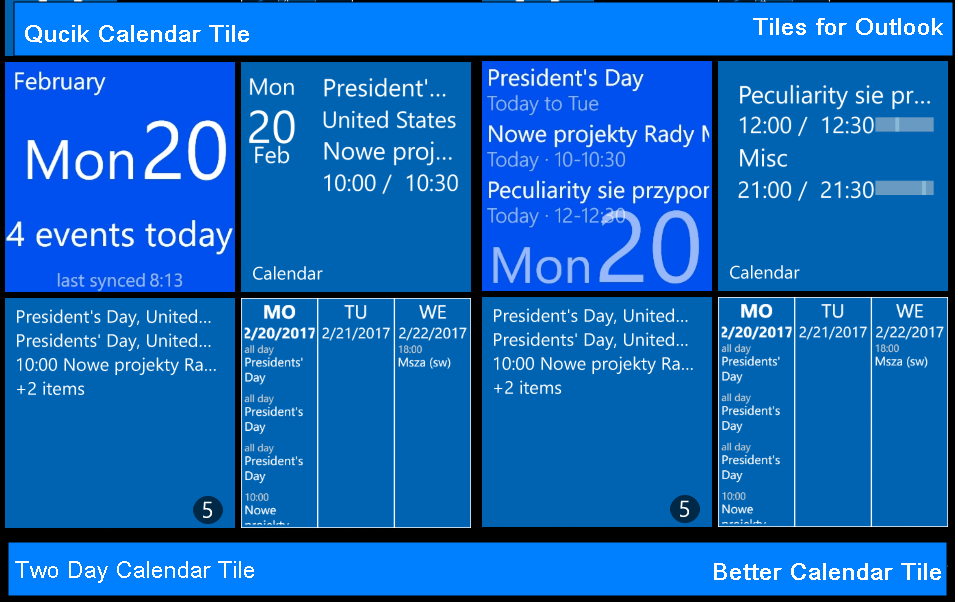 Qucik Calendar Tile
Tiles for Outlook
February
Mon 20
4 events today
last synced 8:13
Mon
20
Feb
President'...
United States
Nowe proj...
10:00 / 10:30
Calendar
President's Day
Today to Tue
Nowe projekty Rady M
Today · 10-10:30
Peculiarity sie przypor
Today · 12-12:30
Mon 20
Peculiarity sie pr...
12:00 / 12:30
Misc
21:00 / 21:30
Calendar
President's Day, United...
Presidents' Day, United...
10:00 Nowe projekty Ra...
+2 items
5
MO
2/20/2017
all day
Presidents'
Day
all day
President's
Day
all day
President's
Day
10:00
Nowe
projekty
TU
2/21/2017
WE
2/22/2017
18:00
Msza (sw)
President's Day, United...
Presidents' Day, United...
10:00 Nowe projekty Ra...
+2 items
5
MO
2/20/2017
all day
Presidents'
Day
all day
President's
Day
all day
President's
Day
10:00
Nowe
projekty
TU
2/21/2017
WE
2/22/2017
18:00
Msza (sw)
Two Day Calendar Tile
Better Calendar Tile